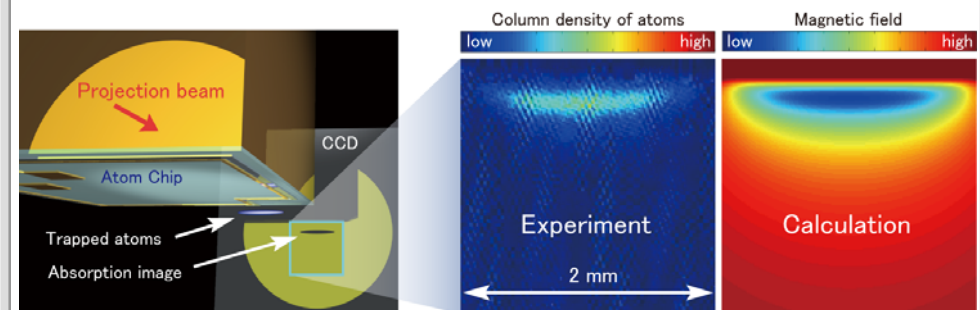 Projection beam
CCD
Atom Chip
Trapped atoms
Absorption image
Column density of atoms
low
high
Experiment
2 mm
Magnetic field
low
high
Calculation